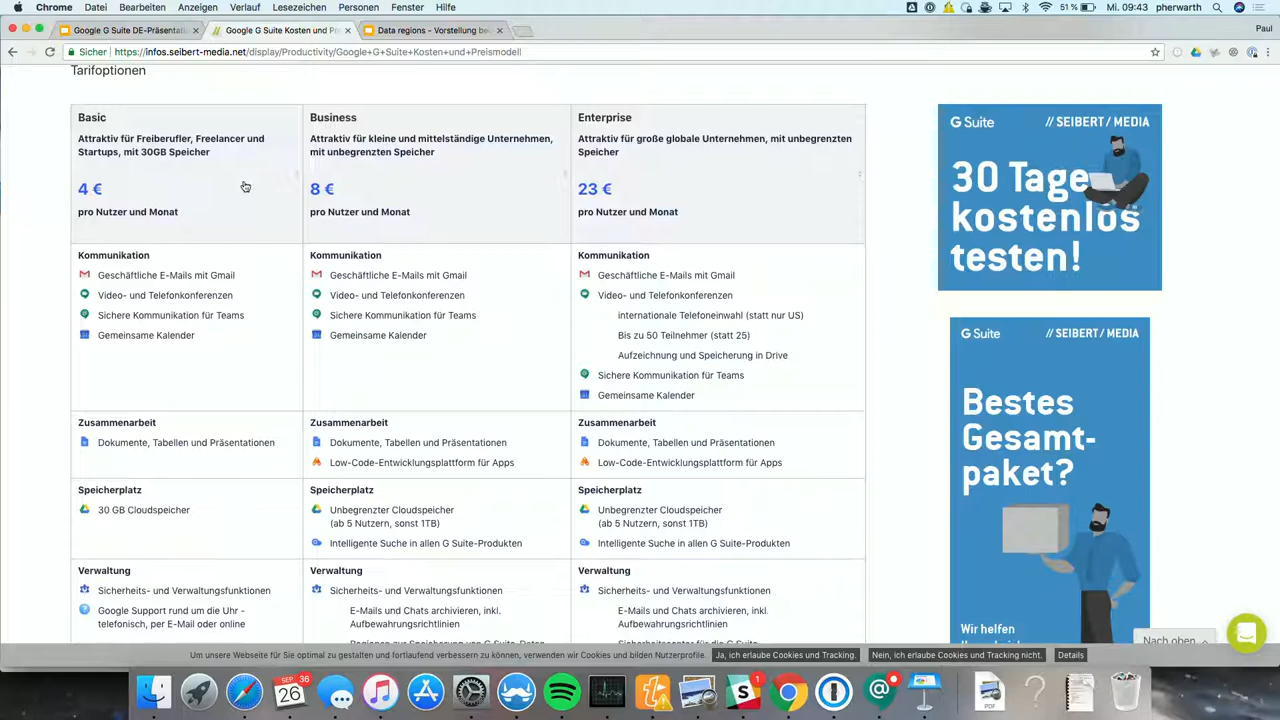 Chrome Datei Bearbeiten Anzeigen Verlauf Lesezeichen Personen Fenster Hilfe 51 % Mi. 09:43 pherwarth
Google G Suite DE-Präsentat × Google G Suite Kosten und Pr × Data regions - Vorstellung be ×
Paul
Sicher https://infos.seibert-media.net/display/Productivity/Google+G+Suite+Kosten+und+Preismodell
Tarifoptionen
Basic
Attraktiv für Freiberufler, Freelancer und
Startups, mit 30GB Speicher
4 €
pro Nutzer und Monat
Business
Attraktiv für kleine und mittelständige Unternehmen,
mit unbegrenzten Speicher
8 €
pro Nutzer und Monat
Enterprise
Attraktiv für große globale Unternehmen, mit unbegrenzten
Speicher
23 €
pro Nutzer und Monat
Kommunikation
Geschäftliche E-Mails mit Gmail
Video- und Telefonkonferenzen
Sichere Kommunikation für Teams
Gemeinsame Kalender
Kommunikation
Geschäftliche E-Mails mit Gmail
Video- und Telefonkonferenzen
Sichere Kommunikation für Teams
Gemeinsame Kalender
Kommunikation
Geschäftliche E-Mails mit Gmail
Video- und Telefonkonferenzen
internationale Telefoneinwahl (statt nur US)
Bis zu 50 Teilnehmer (statt 25)
Aufzeichnung und Speicherung in Drive
Sichere Kommunikation für Teams
Gemeinsame Kalender
Zusammenarbeit
Dokumente, Tabellen und Präsentationen
Zusammenarbeit
Dokumente, Tabellen und Präsentationen
Low-Code-Entwicklungsplattform für Apps
Zusammenarbeit
Dokumente, Tabellen und Präsentationen
Low-Code-Entwicklungsplattform für Apps
Speicherplatz
30 GB Cloudspeicher
Speicherplatz
Unbegrenzter Cloudspeicher
(ab 5 Nutzern, sonst 1TB)
Intelligente Suche in allen G Suite-Produkten
Speicherplatz
Unbegrenzter Cloudspeicher
(ab 5 Nutzern, sonst 1TB)
Intelligente Suche in allen G Suite-Produkten
Verwaltung
Sicherheits- und Verwaltungsfunktionen
Google Support rund um die Uhr -
telefonisch, per E-Mail oder online
Verwaltung
Sicherheits- und Verwaltungsfunktionen
E-Mails und Chats archivieren, inkl.
Aufbewahrungsrichtlinien
Verwaltung
Sicherheits- und Verwaltungsfunktionen
E-Mails und Chats archivieren, inkl.
Aufbewahrungsrichtlinien
G Suite // SEIBERT / MEDIA
30 Tage
kostenlos
testen!
G Suite // SEIBERT / MEDIA
Bestes
Gesamt-
paket?
Wir helfen
Nach oben
Um unsere Webseite für Sie optimal zu gestalten und fortlaufend verbessern zu können, verwenden wir Cookies und bilden Nutzerprofile. Ja, ich erlaube Cookies und Tracking. Nein, ich erlaube Cookies und Tracking nicht. Details
SEP. 36
26
1
PDF